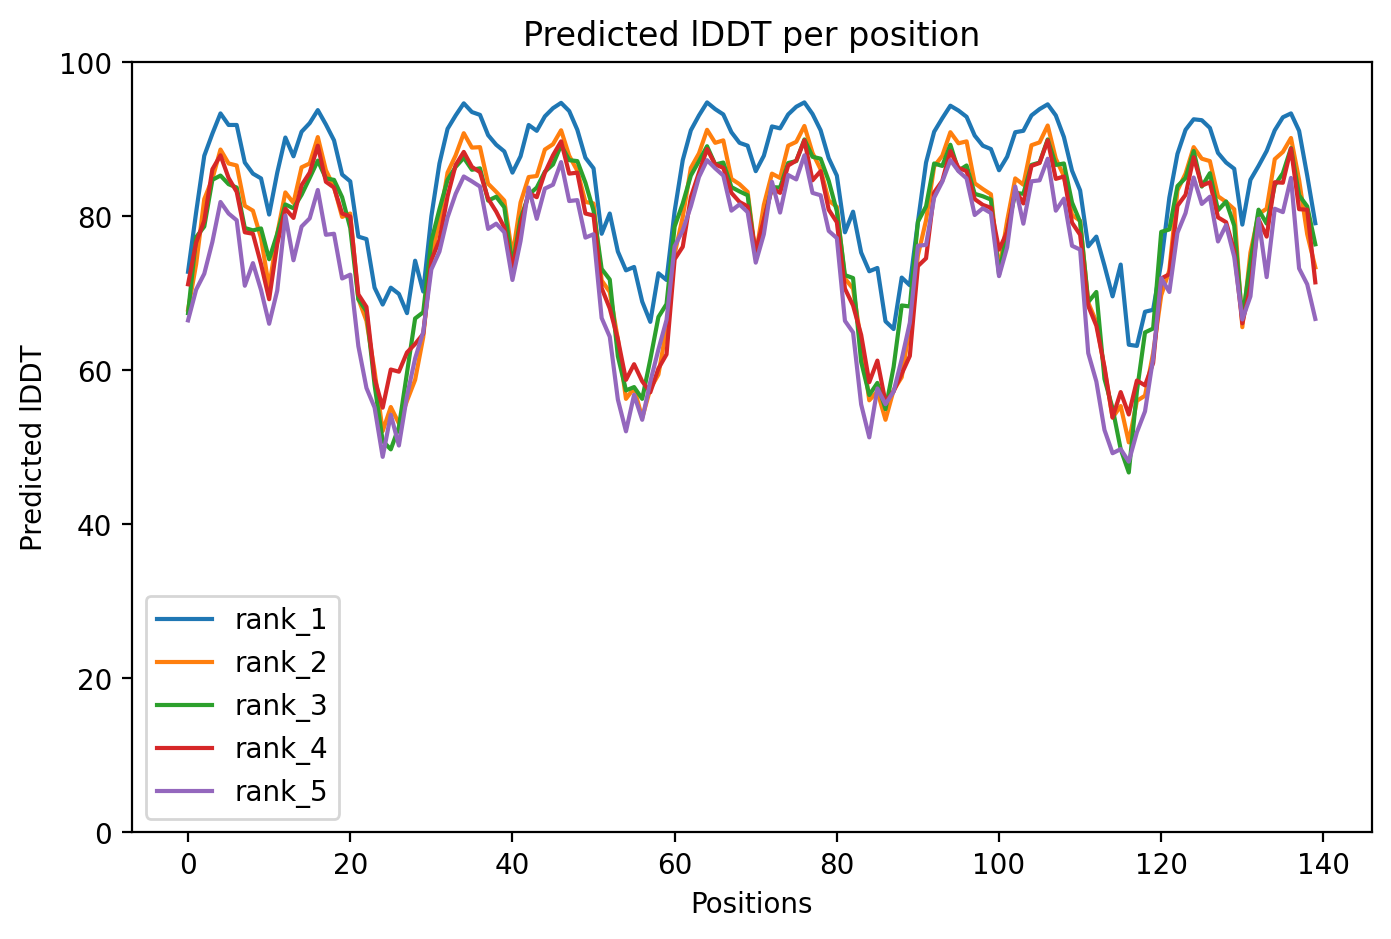 Predicted lDDT per position
100
80
60
40
20
0
Predicted lDDT
rank_1
rank_2
rank_3
rank_4
rank_5
0 20 40 60 80 100 120 140
Positions